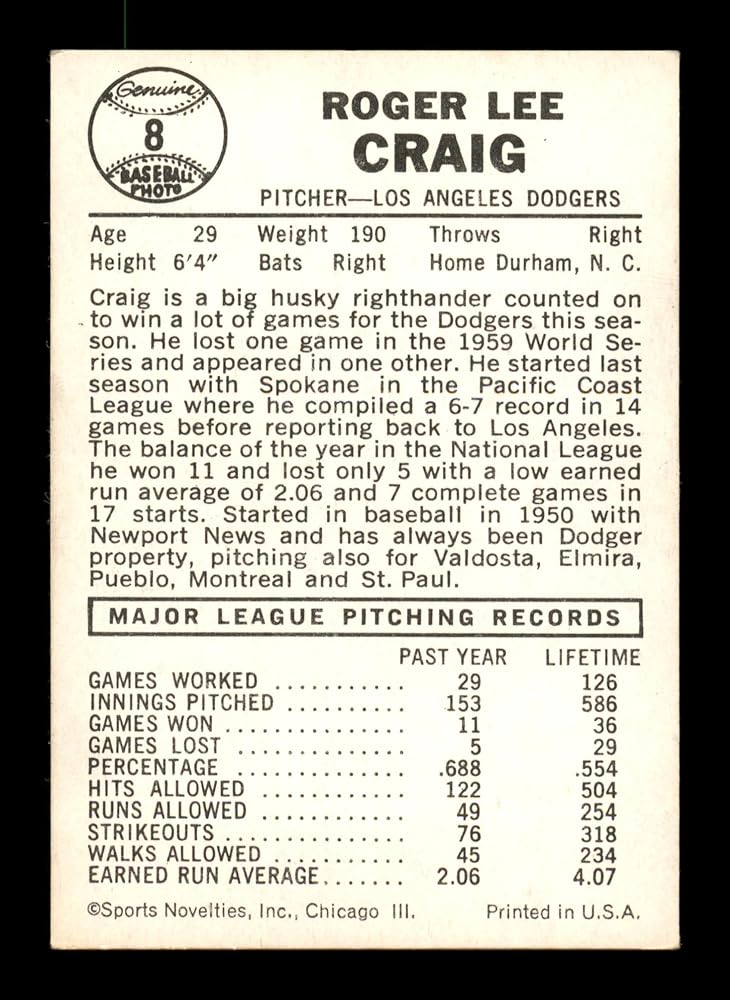 Genuine
8
BASEBALL
PHOTO
ROGER LEE
CRAIG
PITCHER—LOS ANGELES DODGERS
Age 29 Weight 190 Throws Right
Height 6'4" Bats Right Home Durham, N. C.
Craig is a big husky righthander counted on
to win a lot of games for the Dodgers this sea-
son. He lost one game in the 1959 World Se-
ries and appeared in one other. He started last
season with Spokane in the Pacific Coast
League where he compiled a 6-7 record in 14
games before reporting back to Los Angeles.
The balance of the year in the National League
he won 11 and lost only 5 with a low earned
run average of 2.06 and 7 complete games in
17 starts. Started in baseball in 1950 with
Newport News and has always been Dodger
property, pitching also for Valdosta, Elmira,
Pueblo, Montreal and St. Paul.
MAJOR LEAGUE PITCHING RECORDS
PAST YEAR LIFETIME
GAMES WORKED ........... 29 126
INNINGS PITCHED .......... 153 586
GAMES WON ............... 11 36
GAMES LOST .............. 5 29
PERCENTAGE .............. .688 .554
HITS ALLOWED ............ 122 504
RUNS ALLOWED ............ 49 254
STRIKEOUTS ............... 76 318
WALKS ALLOWED ........... 45 234
EARNED RUN AVERAGE....... 2.06 4.07
©Sports Novelties, Inc., Chicago Ill. Printed in U.S.A.